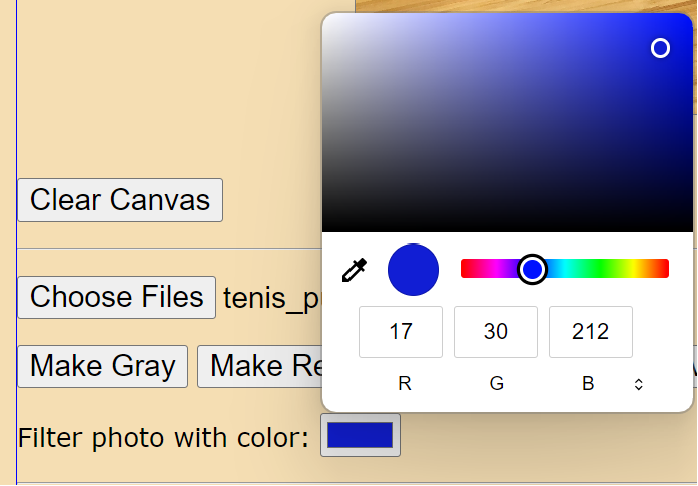 Clear Canvas
Choose Files tenis_p
Make Gray Make Re
17 30 212
R G B
Filter photo with color: